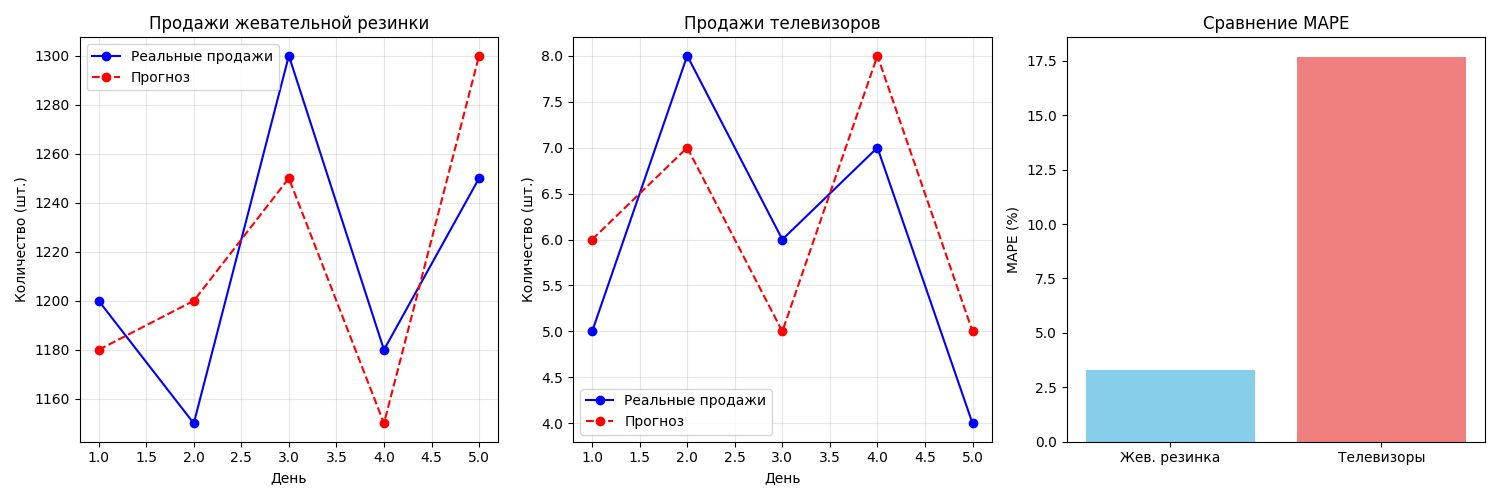 Продажи жевательной резинки
Количество (шт.)
1300
1280
1260
1240
1220
1200
1180
1160
Реальные продажи
Прогноз
1.0 1.5 2.0 2.5 3.0 3.5 4.0 4.5 5.0
День
Продажи телевизоров
Количество (шт.)
8.0
7.5
7.0
6.5
6.0
5.5
5.0
4.5
4.0
Реальные продажи
Прогноз
1.0 1.5 2.0 2.5 3.0 3.5 4.0 4.5 5.0
День
Сравнение MAPE
MAPE (%)
17.5
15.0
12.5
10.0
7.5
5.0
2.5
0.0
Жев. резинка Телевизоры